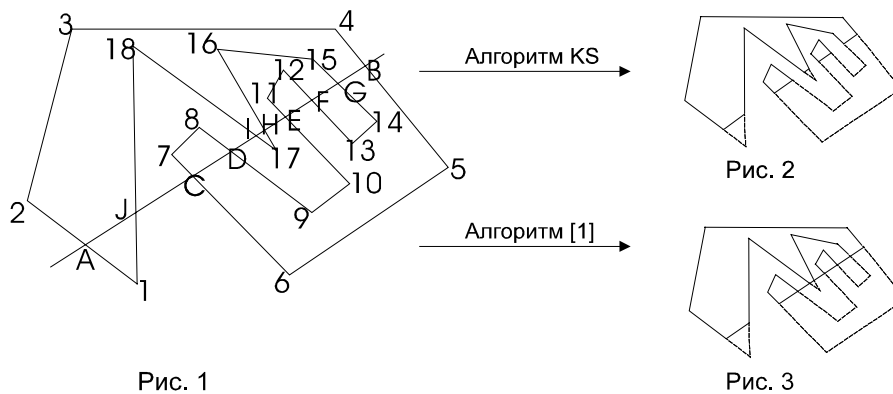 3
4
18
16
15
12
B
11
G
F
8
I
H
E
14
7
D
17
13
C
10
5
2
J
9
A
1
6
Алгоритм KS
Рис. 2
Алгоритм [1]
Рис. 1
Рис. 3